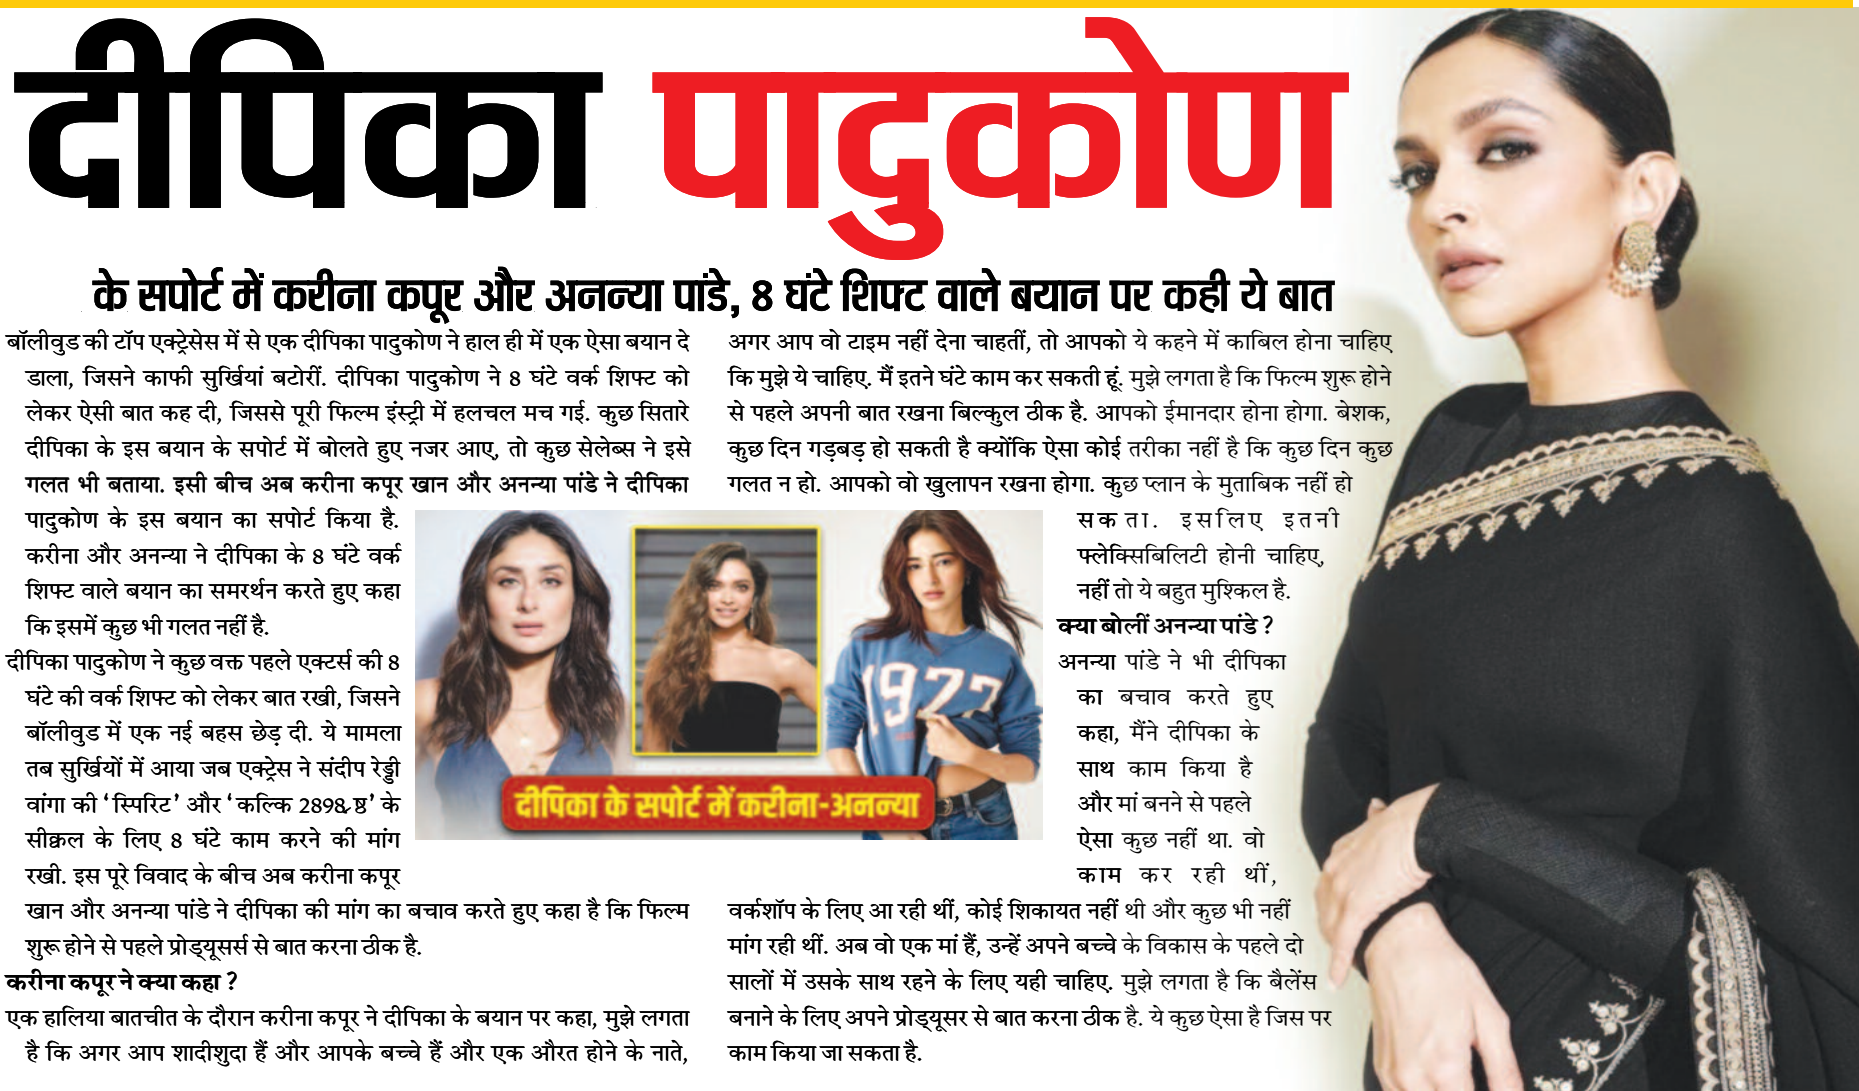 दीपिका पादुकोण
के सपोर्ट में करीना कपूर और अनन्या पांडे, 8 घंटे शिफ्ट वाले बयान पर कही ये बात
बॉलीवुड की टॉप एक्ट्रेसेस में से एक दीपिका पादुकोण ने हाल ही में एक ऐसा बयान दे
डाला, जिसने काफी सुर्खियां बटोरीं. दीपिका पादुकोण ने 8 घंटे वर्क शिफ्ट को
लेकर ऐसी बात कह दी, जिससे पूरी फिल्म इंस्ट्री में हलचल मच गई. कुछ सितारे
दीपिका के इस बयान के सपोर्ट में बोलते हुए नजर आए, तो कुछ सेलेब्स ने इसे
गलत भी बताया. इसी बीच अब करीना कपूर खान और अनन्या पांडे ने दीपिका
पादुकोण के इस बयान का सपोर्ट किया है.
करीना और अनन्या ने दीपिका के 8 घंटे वर्क
शिफ्ट वाले बयान का समरर्थन करते हुए कहा
कि इसमें कुछ भी गलत नहीं है.
दीपिका पादुकोण ने कुछ वक्त पहले एक्टर्स की 8
घंटे की वर्क शिफ्ट को लेकर बात रखी, जिसने
बॉलीवुड में एक नई बहस छेड़ दी. ये मामला
तब सुर्खियों में आया जब एक्ट्रेस ने संदीप रेड्डी
वांगा की ‘स्पिरिट’ और ‘कल्कि 2898 ष्ठ’ के
सीक्वल के लिए 8 घंटे काम करने की मांग
रखी. इस पूरे विवाद के बीच अब करीना कपूर
खान और अनन्या पांडे ने दीपिका की मांग का बचाव करते हुए कहा है कि फिल्म
शुरू होने से पहले प्रोड्यूसर्स से बात करना ठीक है.
करीना कपूर ने क्या कहा ?
एक हालिया बातचीत के दौरान करीना कपूर ने दीपिका के बयान पर कहा, मुझे लगता
है कि अगर आप शादीशुदा हैं और आपके बच्चे हैं और एक औरत होने के नाते,
दीपिका के सपोर्ट में करीना-अनन्या
1977
अगर आप वो टाइम नहीं देना चाहतीं, तो आपको ये कहने में काबिल होना चाहिए
कि मुझे ये चाहिए. मैं इतने घंटे काम कर सकती हूं. मुझे लगता है कि फिल्म शुरू होने
से पहले अपनी बात रखना बिल्कुल ठीक है. आपको ईमानदार होना होगा. बेशक,
कुछ दिन गड़बड़ हो सकती है क्योंकि ऐसा कोई तरीका नहीं है कि कुछ दिन कुछ
गलत न हो. आपको वो खुलापन रखना होगा. कुछ प्लान के मुताबिक नहीं हो
सकता. इसलिए इतनी
फ्लेक्सिबिलिटी होनी चाहिए,
नहीं तो ये बहुत मुश्किल है.
क्या बोलीं अनन्या पांडे ?
अनन्या पांडे ने भी दीपिका
का बचाव करते हुए
कहा, मैंने दीपिका के
साथ काम किया है
और मां बनने से पहले
ऐसा कुछ नहीं था. वो
काम कर रही थीं,
वर्कशॉप के लिए आ रही थीं, कोई शिकायत नहीं थी और कुछ भी नहीं
मांग रही थीं. अब वो एक मां हैं, उन्हें अपने बच्चे के विकास के पहले दो
सालों में उसके साथ रहने के लिए यही चाहिए. मुझे लगता है कि बैलेंस
बनाने के लिए अपने प्रोड्यूसर से बात करना ठीक है. ये कुछ ऐसा है जिस पर
काम किया जा सकता है.